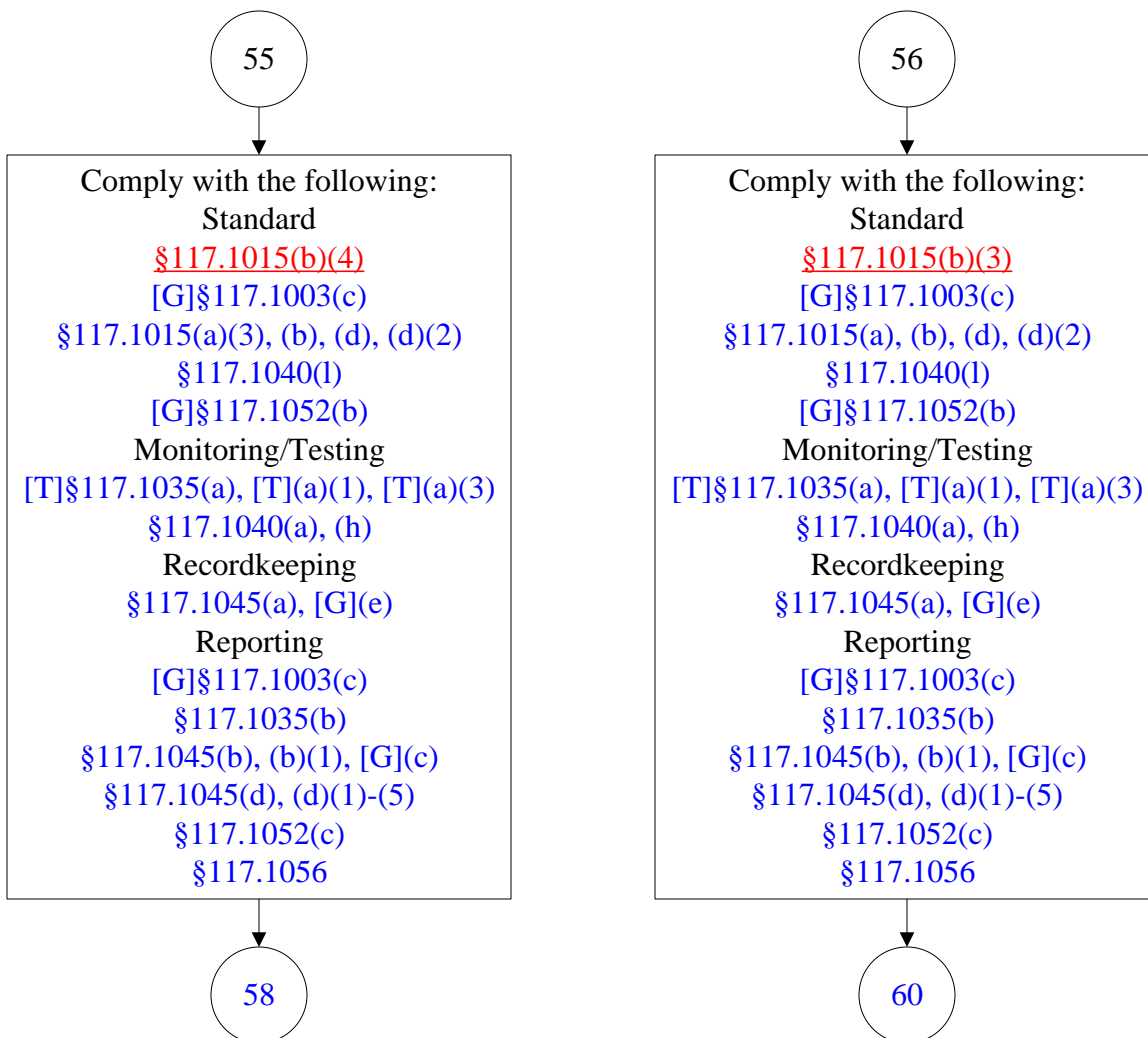 55
Comply with the following:
Standard
§117.1015(b)(4)
[G]§117.1003(c)
§117.1015(a)(3), (b), (d), (d)(2)
§117.1040(l)
[G]§117.1052(b)
Monitoring/Testing
[T]§117.1035(a), [T](a)(1), [T](a)(3)
§117.1040(a), (h)
Recordkeeping
§117.1045(a), [G](e)
Reporting
[G]§117.1003(c)
§117.1035(b)
§117.1045(b), (b)(1), [G](c)
§117.1045(d), (d)(1)-(5)
§117.1052(c)
§117.1056
58
56
Comply with the following:
Standard
§117.1015(b)(3)
[G]§117.1003(c)
§117.1015(a), (b), (d), (d)(2)
§117.1040(l)
[G]§117.1052(b)
Monitoring/Testing
[T]§117.1035(a), [T](a)(1), [T](a)(3)
§117.1040(a), (h)
Recordkeeping
§117.1045(a), [G](e)
Reporting
[G]§117.1003(c)
§117.1035(b)
§117.1045(b), (b)(1), [G](c)
§117.1045(d), (d)(1)-(5)
§117.1052(c)
§117.1056
60